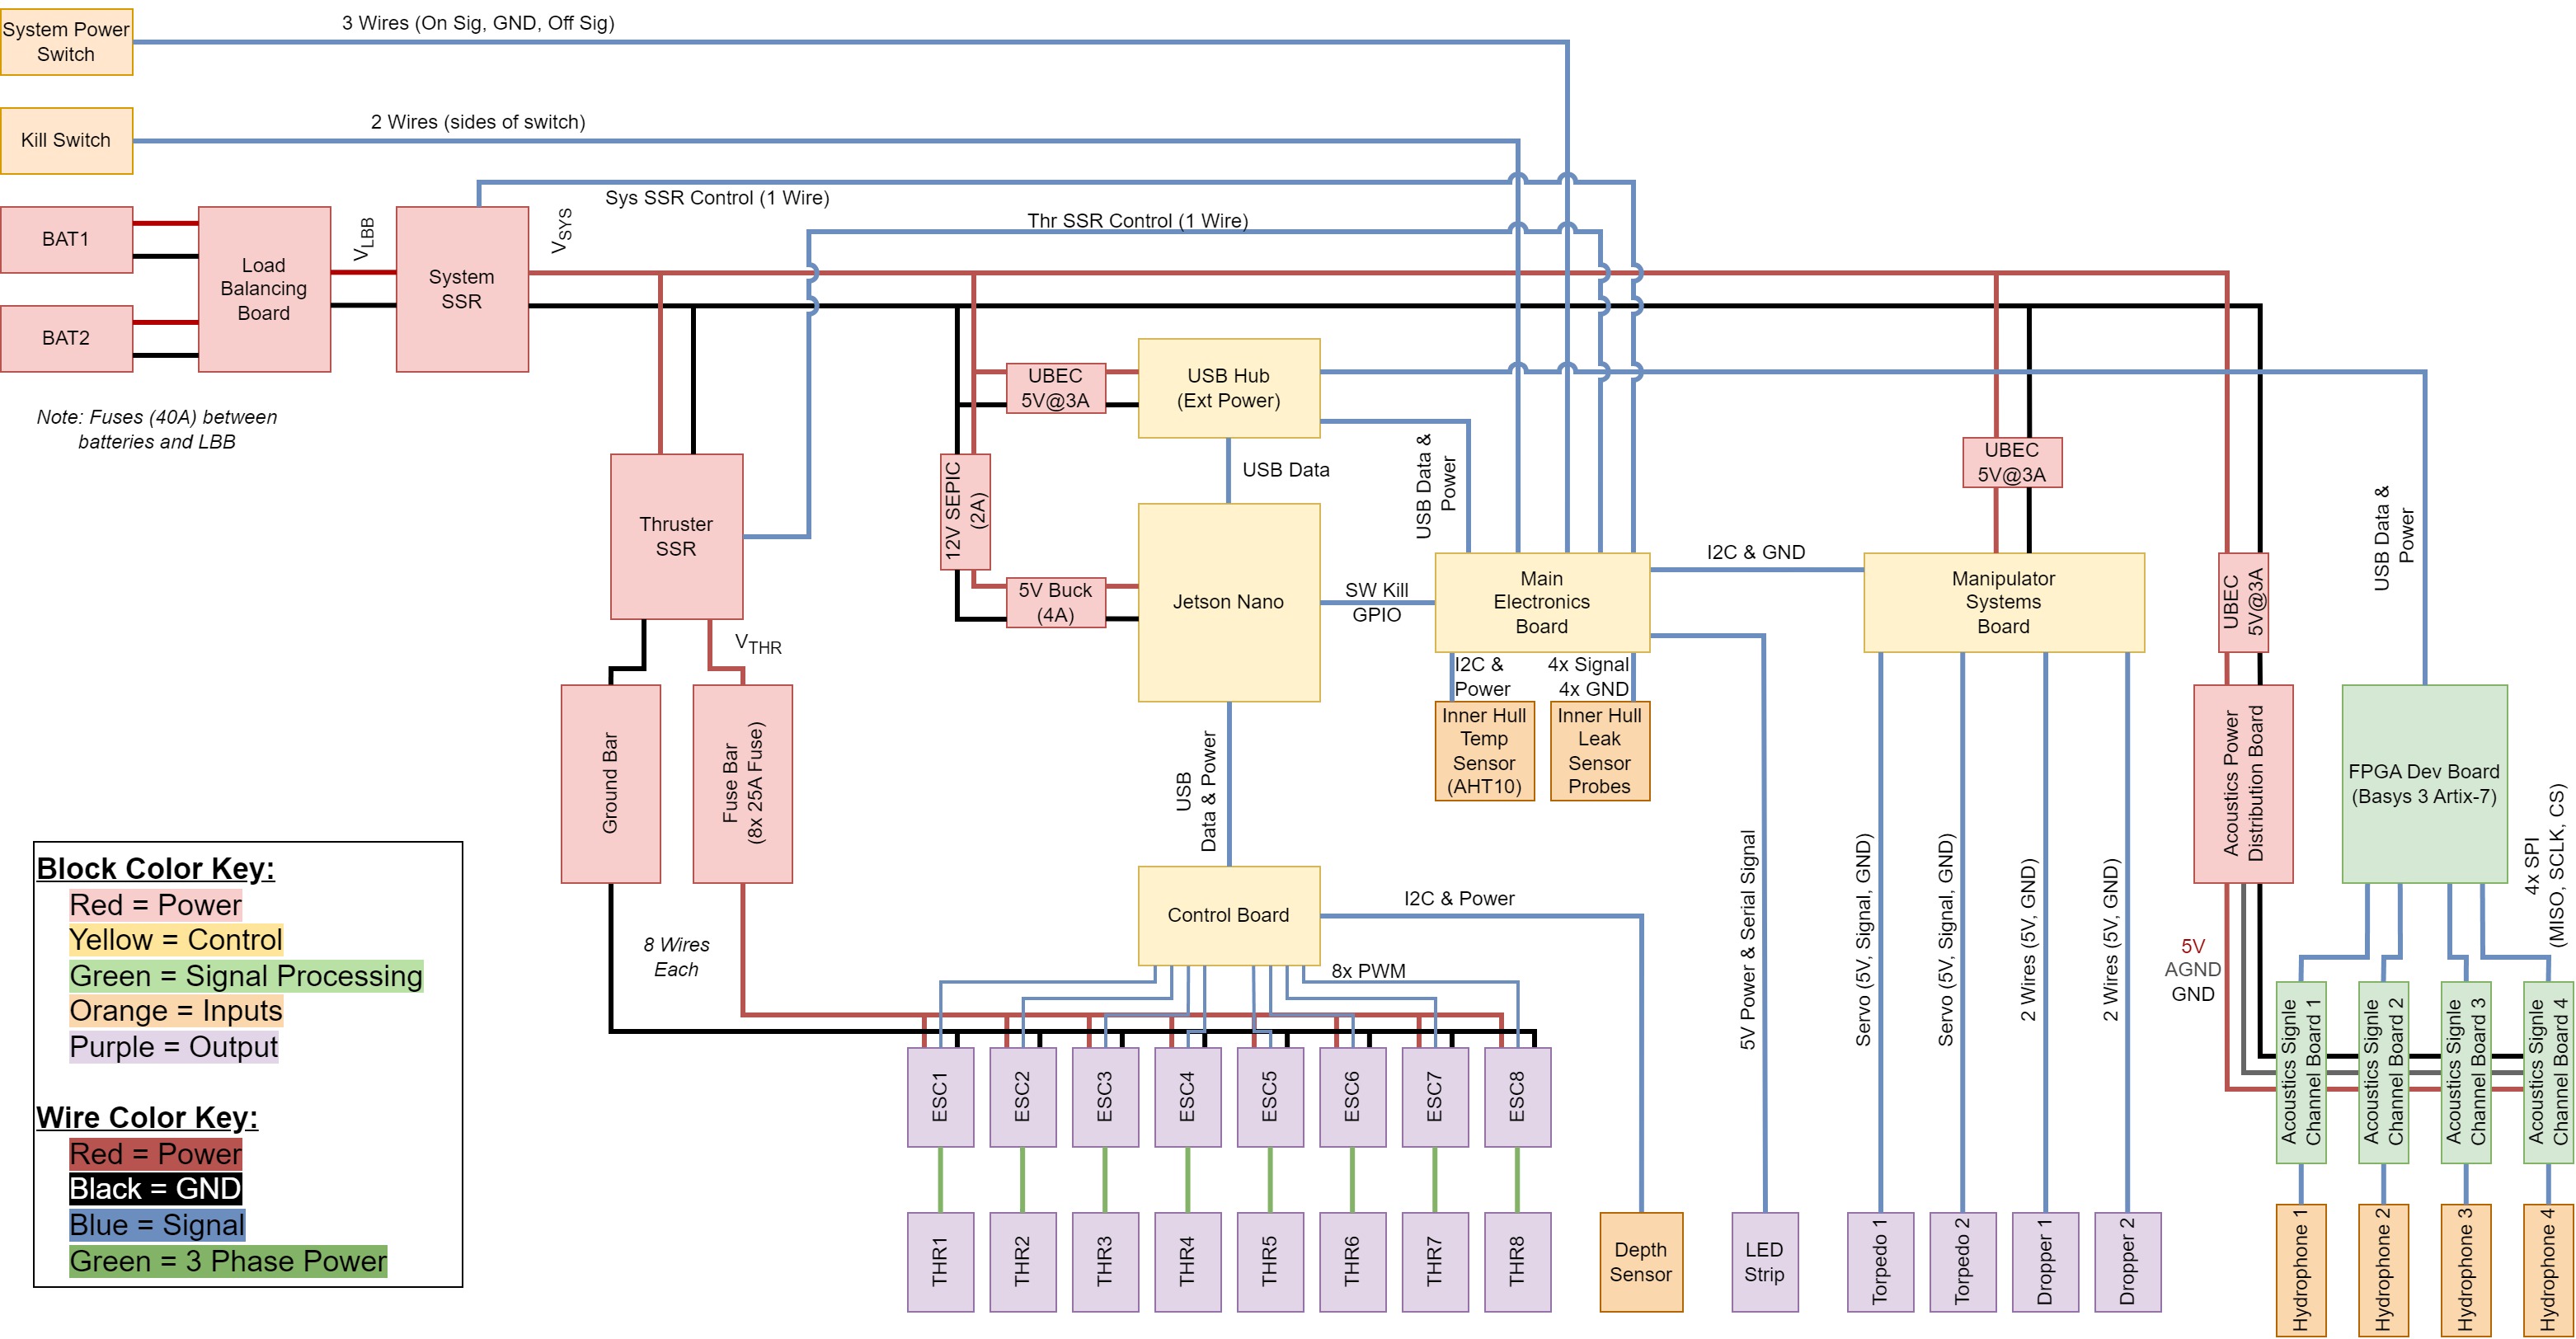 System Power
Switch
3 Wires (On Sig, GND, Off Sig)
Kill Switch
2 Wires (sides of switch)
Sys SSR Control (1 Wire)
Thr SSR Control (1 Wire)
BAT1
BAT2
Load
Balancing
Board
VLBB
System
SSR
VSYS
Note: Fuses (40A) between
batteries and LBB
UBEC
5V@3A
USB Hub
(Ext Power)
USB Data &
Power
USB Data
12V SEPIC
(2A)
5V Buck
(4A)
Jetson Nano
SW Kill
GPIO
Main
Electronics
Board
I2C & GND
UBEC
5V@3A
Manipulator
Systems
Board
UBEC
5V@3A
USB Data &
Power
Thruster
SSR
VTHR
Ground Bar
Fuse Bar
(8x 25A Fuse)
I2C &
Power
4x Signal
4x GND
Inner Hull
Temp
Sensor
(AHT10)
Inner Hull
Leak
Sensor
Probes
USB
Data & Power
Acoustics Power
Distribution Board
FPGA Dev Board
(Basys 3 Artix-7)
4x SPI
(MISO, SCLK, CS)
Control Board
I2C & Power
8x PWM
8 Wires
Each
5V Power & Serial Signal
Servo (5V, Signal, GND)
Servo (5V, Signal, GND)
2 Wires (5V, GND)
2 Wires (5V, GND)
5V
AGND
GND
Block Color Key:
Red = Power
Yellow = Control
Green = Signal Processing
Orange = Inputs
Purple = Output
Wire Color Key:
Red = Power
Black = GND
Blue = Signal
Green = 3 Phase Power
ESC1
ESC2
ESC3
ESC4
ESC5
ESC6
ESC7
ESC8
Acoustics Signle
Channel Board 1
Acoustics Signle
Channel Board 2
Acoustics Signle
Channel Board 3
Acoustics Signle
Channel Board 4
THR1
THR2
THR3
THR4
THR5
THR6
THR7
THR8
Depth
Sensor
LED
Strip
Torpedo 1
Torpedo 2
Dropper 1
Dropper 2
Hydrophone 1
Hydrophone 2
Hydrophone 3
Hydrophone 4